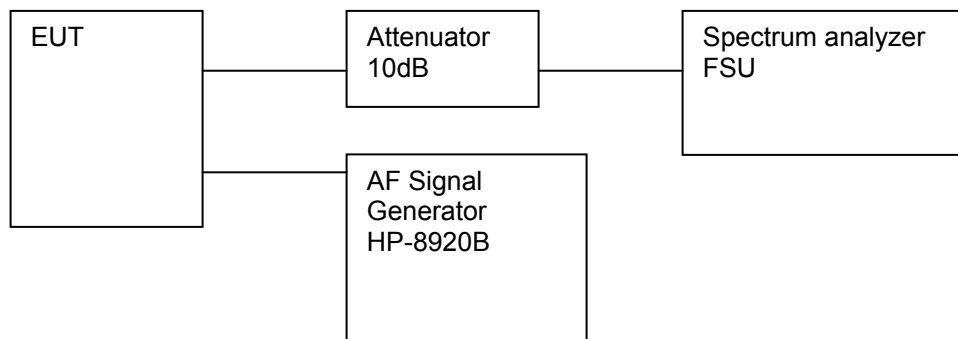 EUT
Attenuator
10dB
Spectrum analyzer
FSU
AF Signal
Generator
HP-8920B